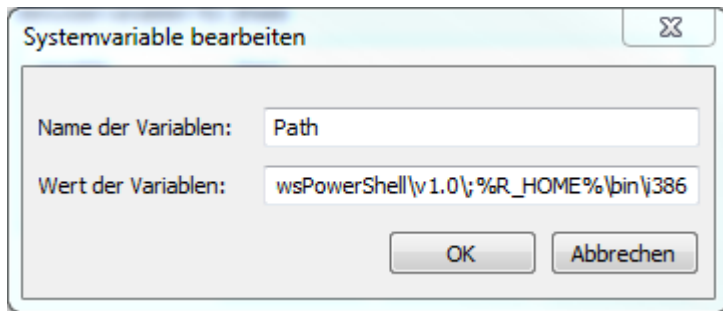 Systemvariable bearbeiten
Name der Variablen: Path
Wert der Variablen: wsPowerShell\v1.0\;%R_HOME%\bin\i386
OK Abbrechen